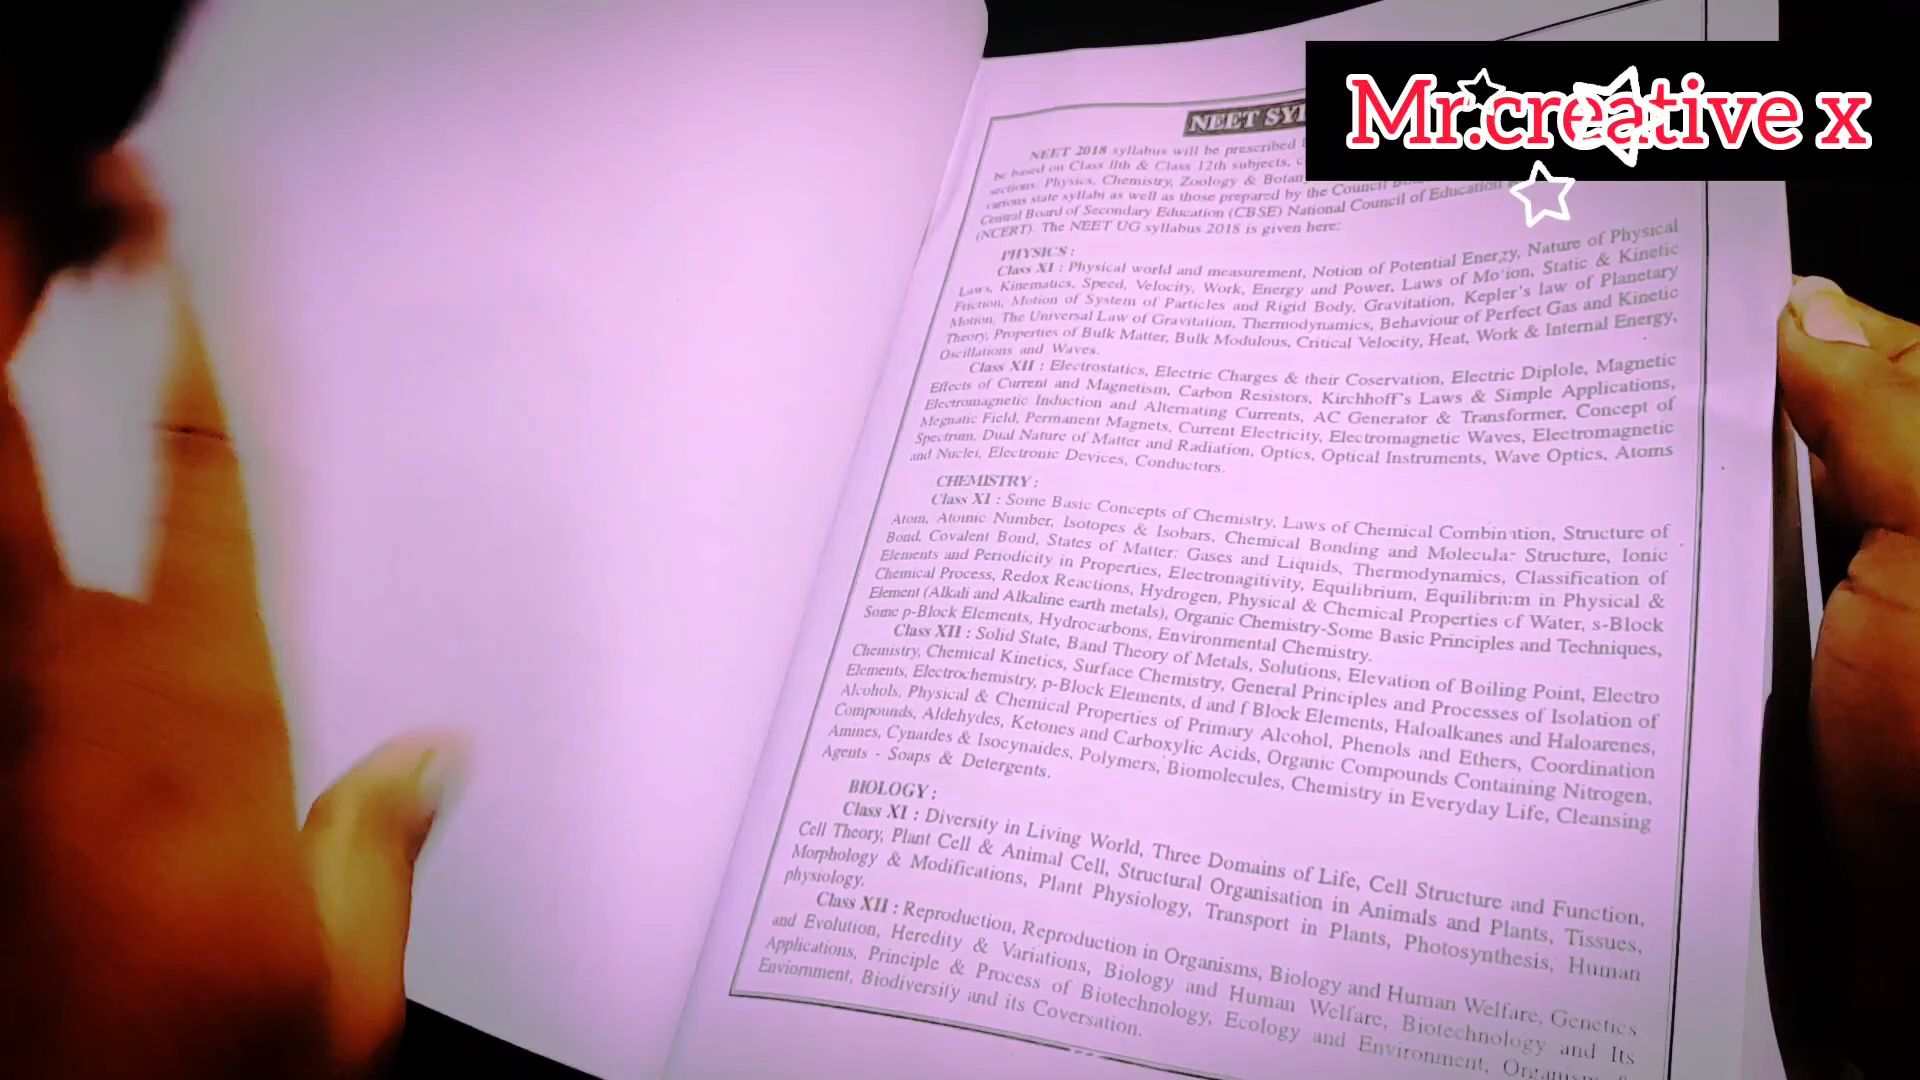 Mr.creative x
NEET SY
NEET 2018 syllabus will be prescribed
be based on Class 11th & Class 12th subjects,
sections: Physics, Chemistry, Zoology & Botany
various state syllabi as well as those prepared by the Council
Central Board of Secondary Education (CBSE) National Council of Education
(NCERT). The NEET UG syllabus 2018 is given here:
PHYSICS :
Class XI : Physical world and measurement, Notion of Potential Energy, Nature of Physical
Laws, Kinematics, Speed, Velocity, Work, Energy and Power, Laws of Motion, Static & Kinetic
Friction, Motion of System of Particles and Rigid Body, Gravitation, Kepler's law of Planetary
Motion, The Universal Law of Gravitation, Thermodynamics, Behaviour of Perfect Gas and Kinetic
Theory, Properties of Bulk Matter, Bulk Modulous, Critical Velocity, Heat, Work & Internal Energy,
Oscillations and Waves.
Class XII : Electrostatics, Electric Charges & their Coservation, Electric Diplole, Magnetic
Effects of Current and Magnetism, Carbon Resistors, Kirchhoff's Laws & Simple Applications,
Electromagnetic Induction and Alternating Currents, AC Generator & Transformer, Concept of
Megnatic Field, Permanent Magnets, Current Electricity, Electromagnetic Waves, Electromagnetic
Spectrum, Dual Nature of Matter and Radiation, Optics, Optical Instruments, Wave Optics, Atoms
and Nuclei, Electronic Devices, Conductors.
CHEMISTRY :
Class XI : Some Basic Concepts of Chemistry, Laws of Chemical Combination, Structure of
Atom, Atomic Number, Isotopes & Isobars, Chemical Bonding and Molecular Structure, Ionic
Bond, Covalent Bond, States of Matter: Gases and Liquids, Thermodynamics, Classification of
Elements and Periodicity in Properties, Electronagitivity, Equilibrium, Equilibrium in Physical &
Chemical Process, Redox Reactions, Hydrogen, Physical & Chemical Properties of Water, s-Block
Element (Alkali and Alkaline earth metals), Organic Chemistry-Some Basic Principles and Techniques,
Some p-Block Elements, Hydrocarbons, Environmental Chemistry.
Class XII : Solid State, Band Theory of Metals, Solutions, Elevation of Boiling Point, Electro
Chemistry, Chemical Kinetics, Surface Chemistry, General Principles and Processes of Isolation of
Elements, Electrochemistry, p-Block Elements, d and f Block Elements, Haloalkanes and Haloarenes,
Alcohols, Physical & Chemical Properties of Primary Alcohol, Phenols and Ethers, Coordination
Compounds, Aldehydes, Ketones and Carboxylic Acids, Organic Compounds Containing Nitrogen,
Amines, Cynaides & Isocynaides, Polymers, Biomolecules, Chemistry in Everyday Life, Cleansing
Agents - Soaps & Detergents.
BIOLOGY :
Class XI : Diversity in Living World, Three Domains of Life, Cell Structure and Function,
Cell Theory, Plant Cell & Animal Cell, Structural Organisation in Animals and Plants, Tissues,
Morphology & Modifications, Plant Physiology, Transport in Plants, Photosynthesis, Human
physiology.
Class XII : Reproduction, Reproduction in Organisms, Biology and Human Welfare, Genetics
and Evolution, Heredity & Variations, Biology and Human Welfare, Biotechnology and Its
Applications, Principle & Process of Biotechnology, Ecology and Environment, Organism
Enviornment, Biodiversity and its Coversation.